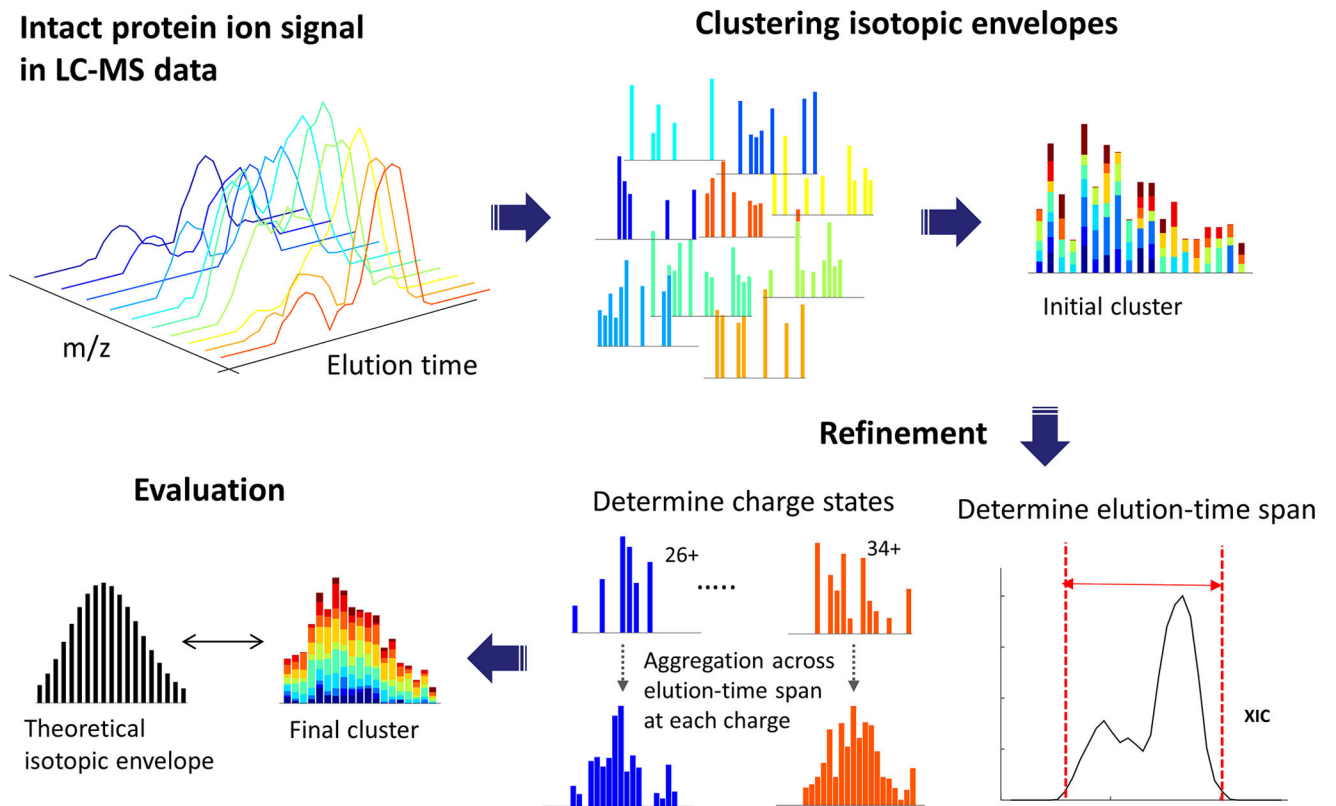 Intact protein ion signal
in LC-MS data
Clustering isotopic envelopes
m/z
Elution time
Initial cluster
Refinement
Determine elution-time span
XIC
Determine charge states
26+
.....
34+
Aggregation across
elution-time span
at each charge
Evaluation
Theoretical
isotopic envelope
Final cluster